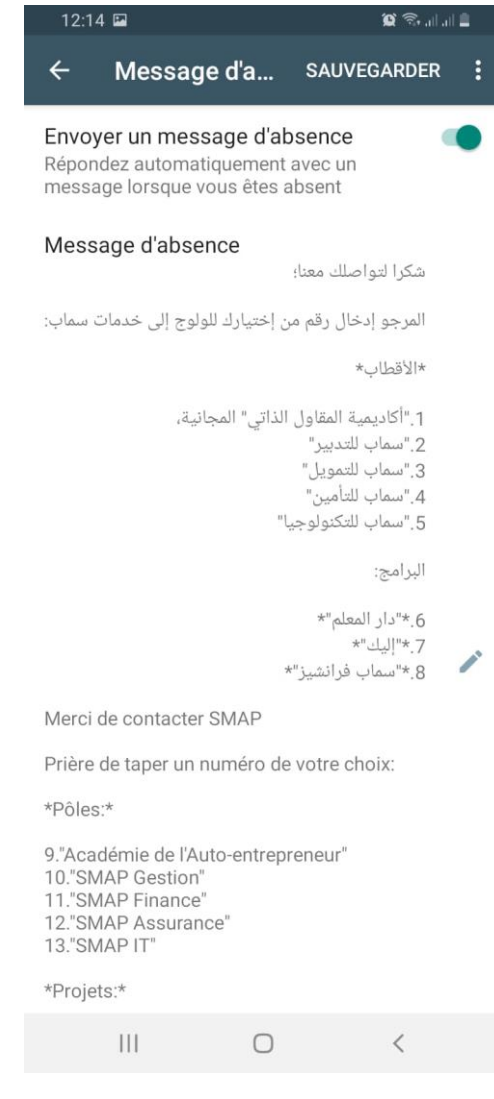 12:14
Message d'a... SAUVEGARDER
Envoyer un message d'absence
Répondez automatiquement avec un
message lorsque vous êtes absent
Message d'absence
شكرا لتواصلك معنا؛
المرجو إدخال رقم من إختيارك للولوج إلى خدمات سماب:
*الأقطاب*
1."أكاديمية المقاول الذاتي" المجانية،
2."سماب للتدبير"
3."سماب للتمويل"
4."سماب للتأمين"
5."سماب للتكنولوجيا"
البرامج:
6.*"دار المعلم"*
7.*"إليك"*
8.*"سماب فرانشيز"*
Merci de contacter SMAP
Prière de taper un numéro de votre choix:
*Pôles:*
9."Académie de l'Auto-entrepreneur"
10."SMAP Gestion"
11."SMAP Finance"
12."SMAP Assurance"
13."SMAP IT"
*Projets:*